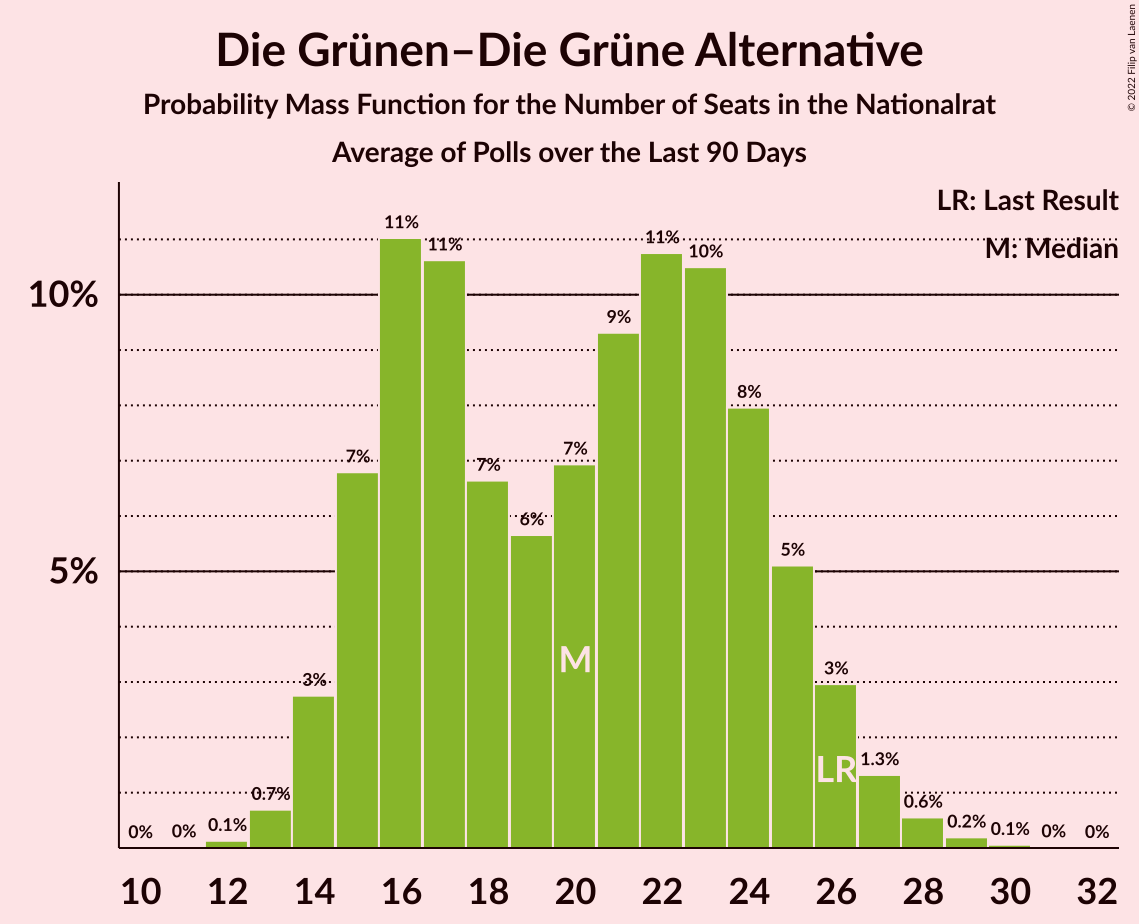 Die Grünen–Die Grüne Alternative
Probability Mass Function for the Number of Seats in the Nationalrat
Average of Polls over the Last 90 Days
© 2022 Filip van Laenen
LR: Last Result
M: Median
10%
5%
0%
0%
0.1%
0.7%
3%
7%
11%
11%
7%
6%
7%
9%
11%
10%
8%
5%
3%
1.3%
0.6%
0.2%
0.1%
0%
0%
M
LR
10 12 14 16 18 20 22 24 26 28 30 32